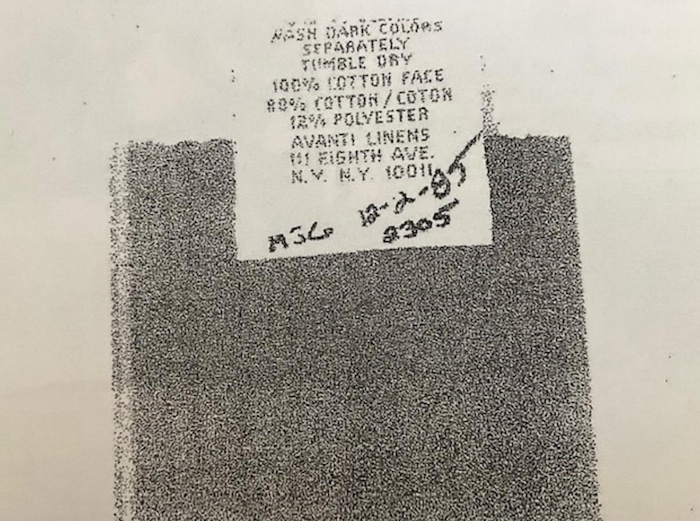 WASH DARK COLORS
SEPARATELY
TUMBLE DRY
100% COTTON FACE
88% COTTON / COTON
12% POLYESTER
AVANTI LINENS
111 EIGHTH AVE.
N.Y. N.Y. 10011
12-2-85
MJG 2305